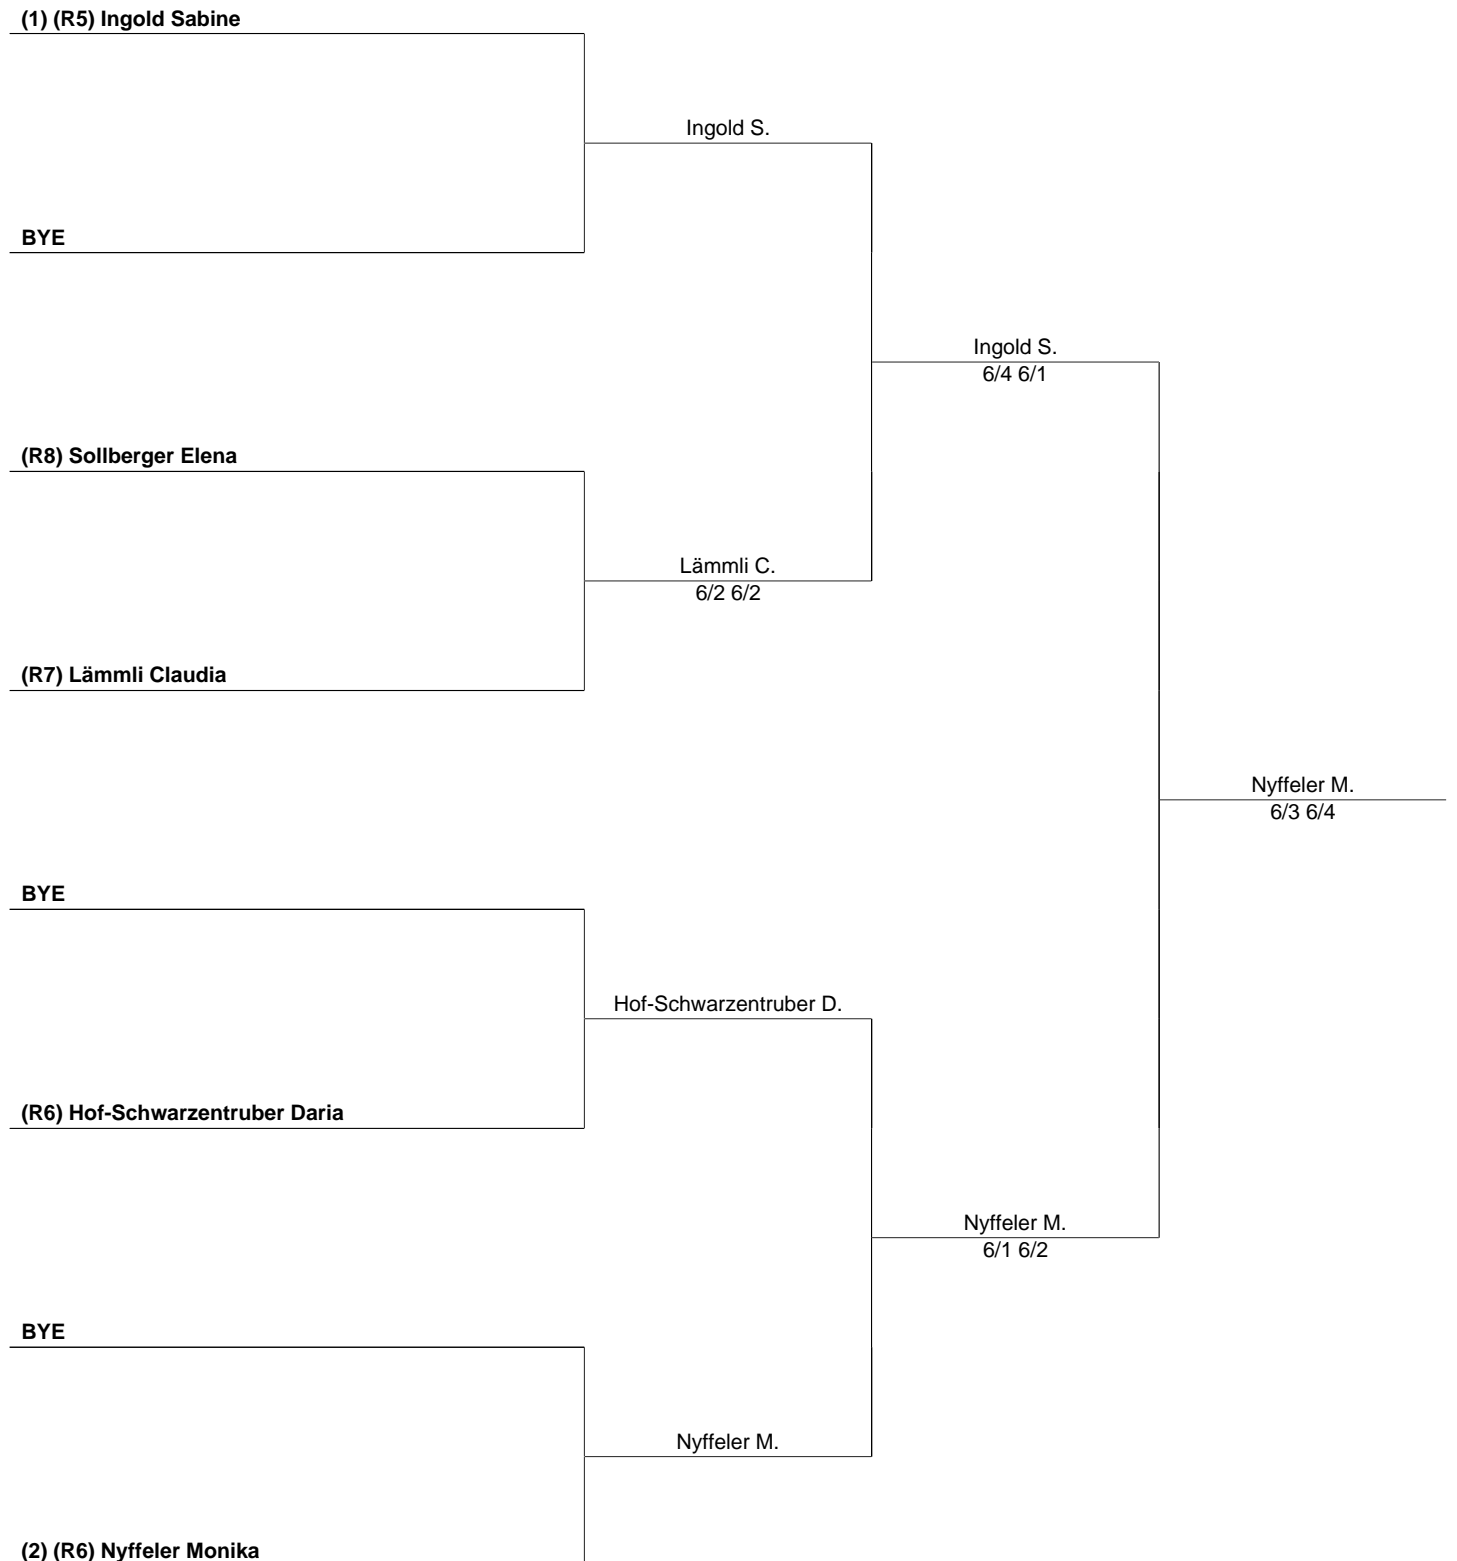 (1) (R5) Ingold Sabine
Ingold S.
BYE
Ingold S.
6/4 6/1
(R8) Sollberger Elena
Lämmli C.
6/2 6/2
(R7) Lämmli Claudia
Nyffeler M.
6/3 6/4
BYE
Hof-Schwarzentruber D.
(R6) Hof-Schwarzentruber Daria
Nyffeler M.
6/1 6/2
BYE
Nyffeler M.
(2) (R6) Nyffeler Monika